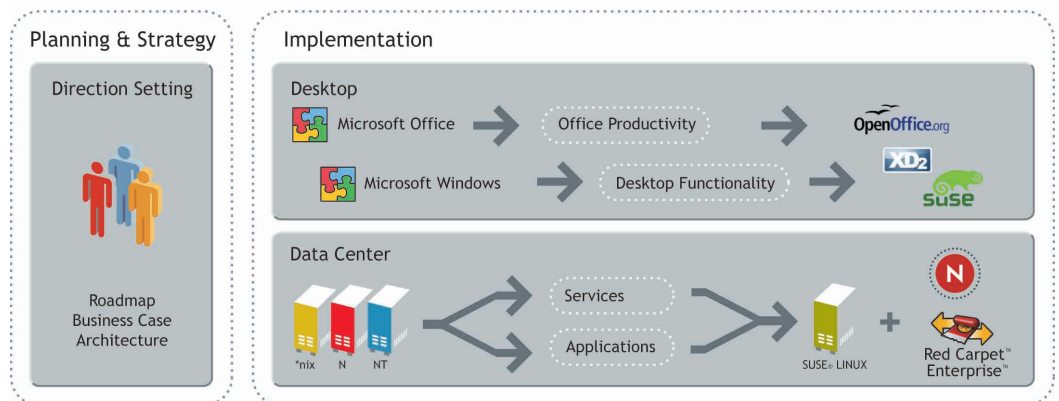 Planning & Strategy
Direction Setting
Roadmap
Business Case
Architecture
Implementation
Desktop
Microsoft Office
Office Productivity
OpenOffice.org
Microsoft Windows
Desktop Functionality
XD2
SUSE
Data Center
*nix
N
NT
Services
Applications
SUSE® LINUX
+
N
Red Carpet™
Enterprise™